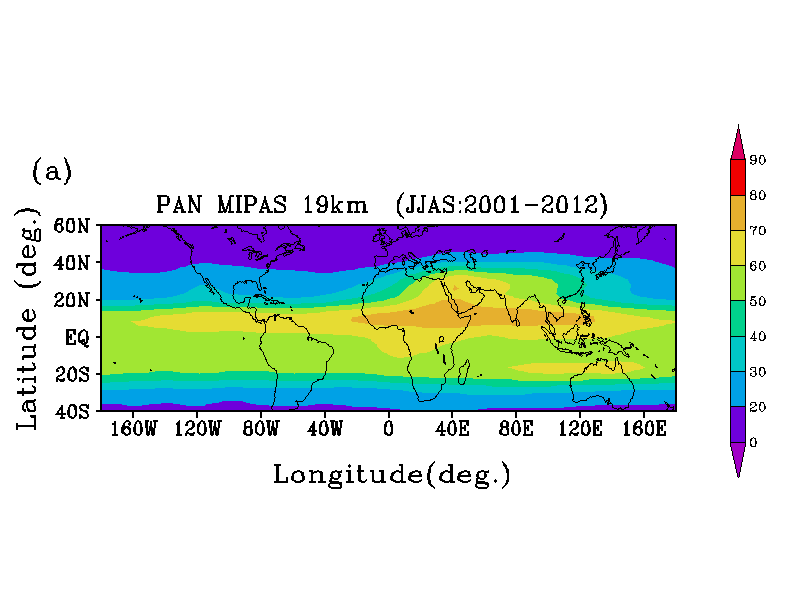 (a)
PAN MIPAS 19km (JJAS:2001-2012)
Latitude (deg.)
60N
40N
20N
EQ
20S
40S
160W 120W 80W 40W 0 40E 80E 120E 160E
Longitude(deg.)
90
80
70
60
50
40
30
20
0